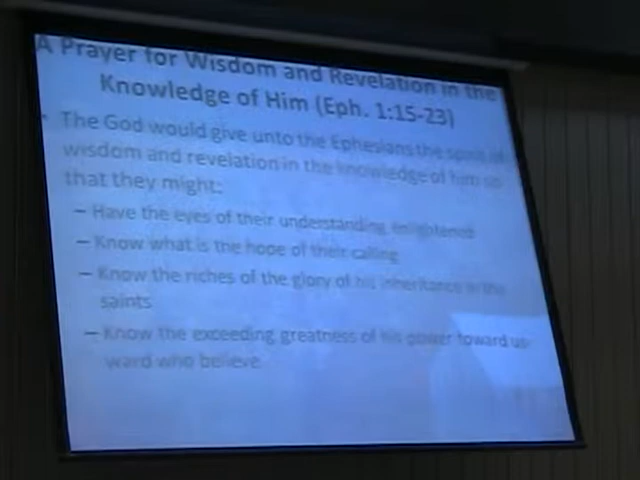 A Prayer for Wisdom and Revelation in the
Knowledge of Him (Eph. 1:15-23)
• The God would give unto the Ephesians the spirit of
wisdom and revelation in the knowledge of him so
that they might:
– Have the eyes of their understanding enlightened
– Know what is the hope of their calling
– Know the riches of the glory of his inheritance in the
saints
– Know the exceeding greatness of his power toward us-
ward who believe